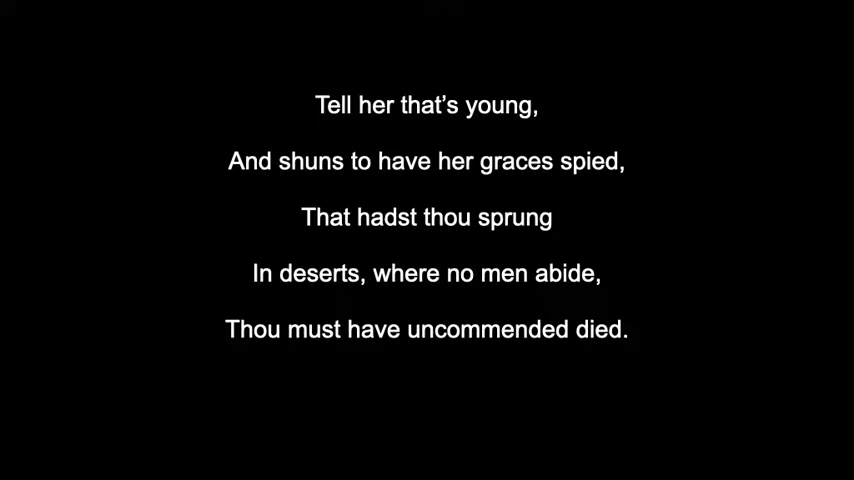 Tell her that’s young,
And shuns to have her graces spied,
That hadst thou sprung
In deserts, where no men abide,
Thou must have uncommended died.